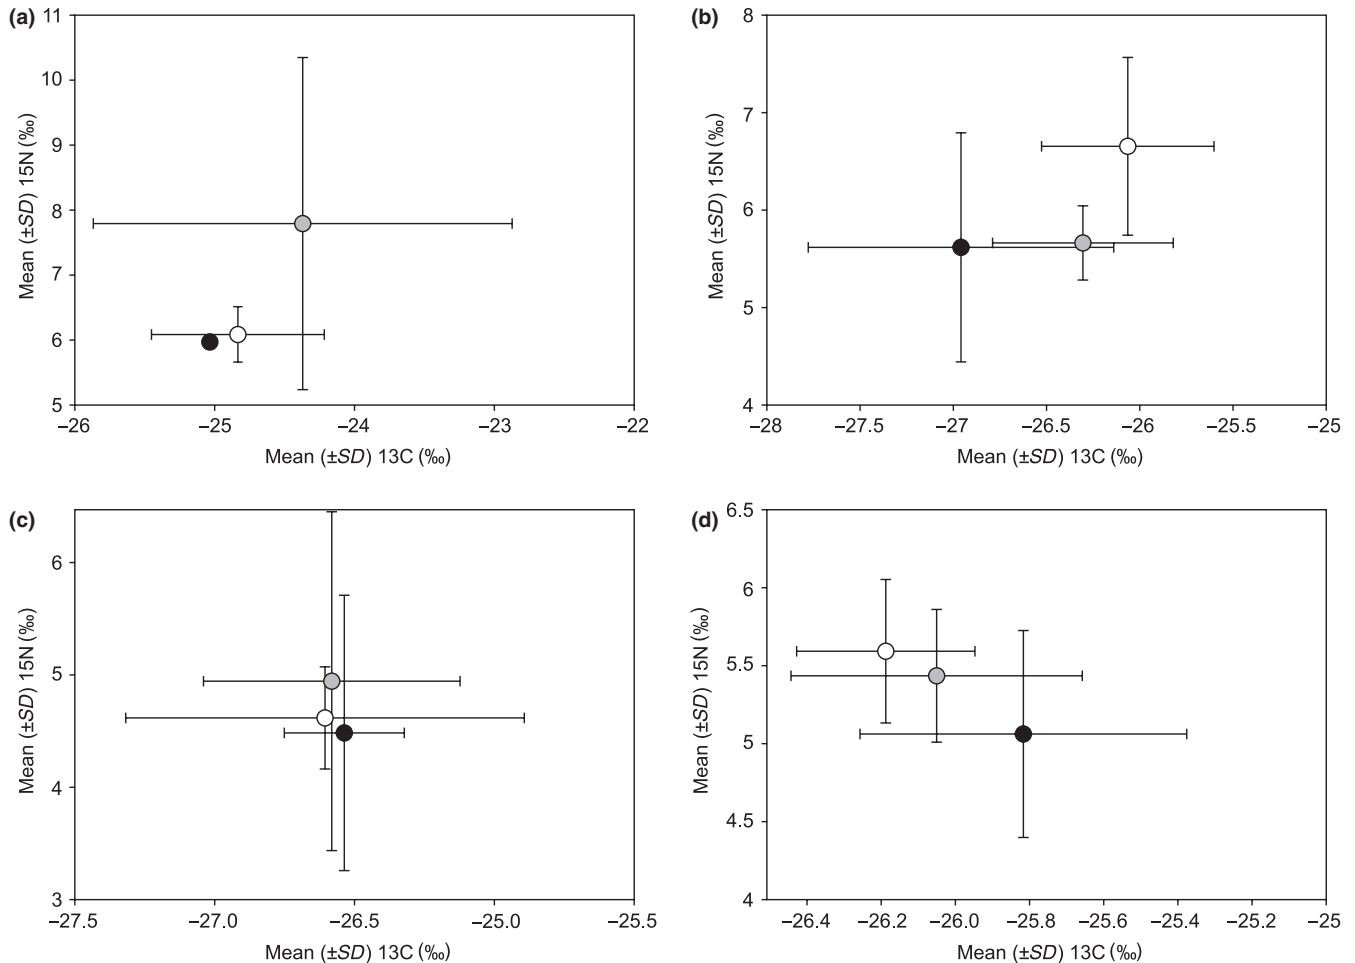 (a)
11
10
9
8
7
6
5
Mean (±SD) 15N (‰)
−26 −25 −24 −23 −22
Mean (±SD) 13C (‰)
(b)
8
7
6
5
4
Mean (±SD) 15N (‰)
−28 −27.5 −27 −26.5 −26 −25.5 −25
Mean (±SD) 13C (‰)
(c)
6
5
4
3
Mean (±SD) 15N (‰)
−27.5 −27.0 −26.5 −25.0 −25.5
Mean (±SD) 13C (‰)
(d)
6.5
6
5.5
5
4.5
4
Mean (±SD) 15N (‰)
−26.4 −26.2 −26.0 −25.8 −25.6 −25.4 −25.2 −25
Mean (±SD) 13C (‰)